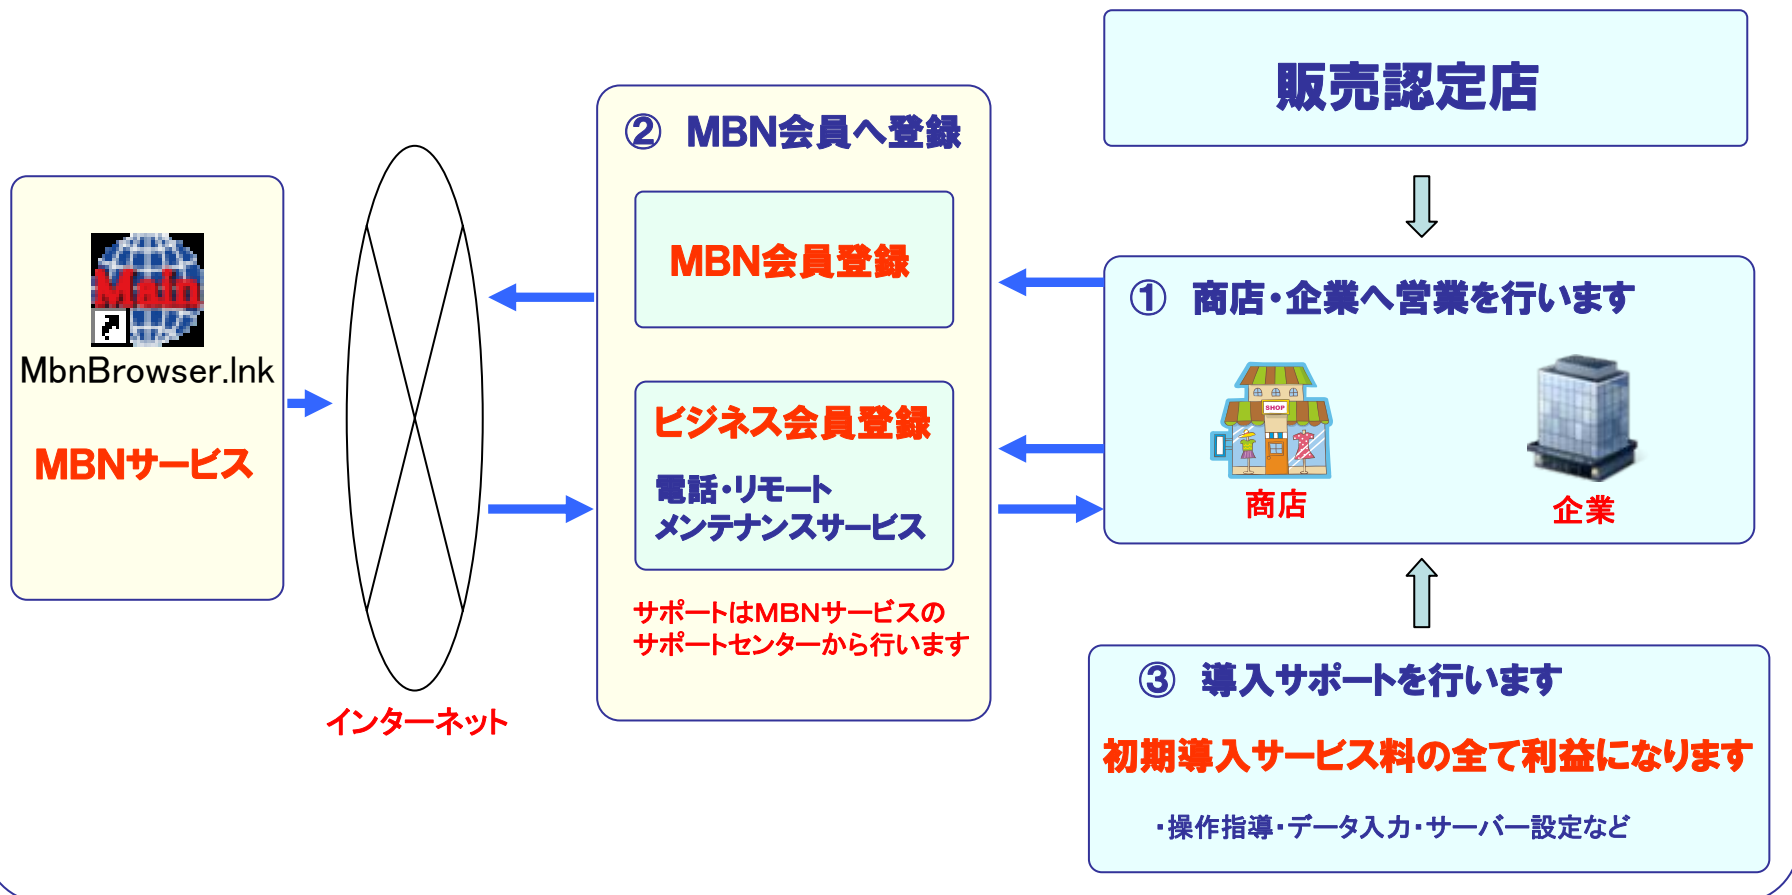 販売認定店
② MBN会員へ登録
MBN会員登録
ビジネス会員登録
電話・リモート
メンテナンスサービス
サポートはMBNサービスの
サポートセンターから行います
Main
MbnBrowser.lnk
MBNサービス
インターネット
① 商店・企業へ営業を行います
SHOP
商店
企業
③ 導入サポートを行います
初期導入サービス料の全て利益になります
・操作指導・データ入力・サーバー設定など